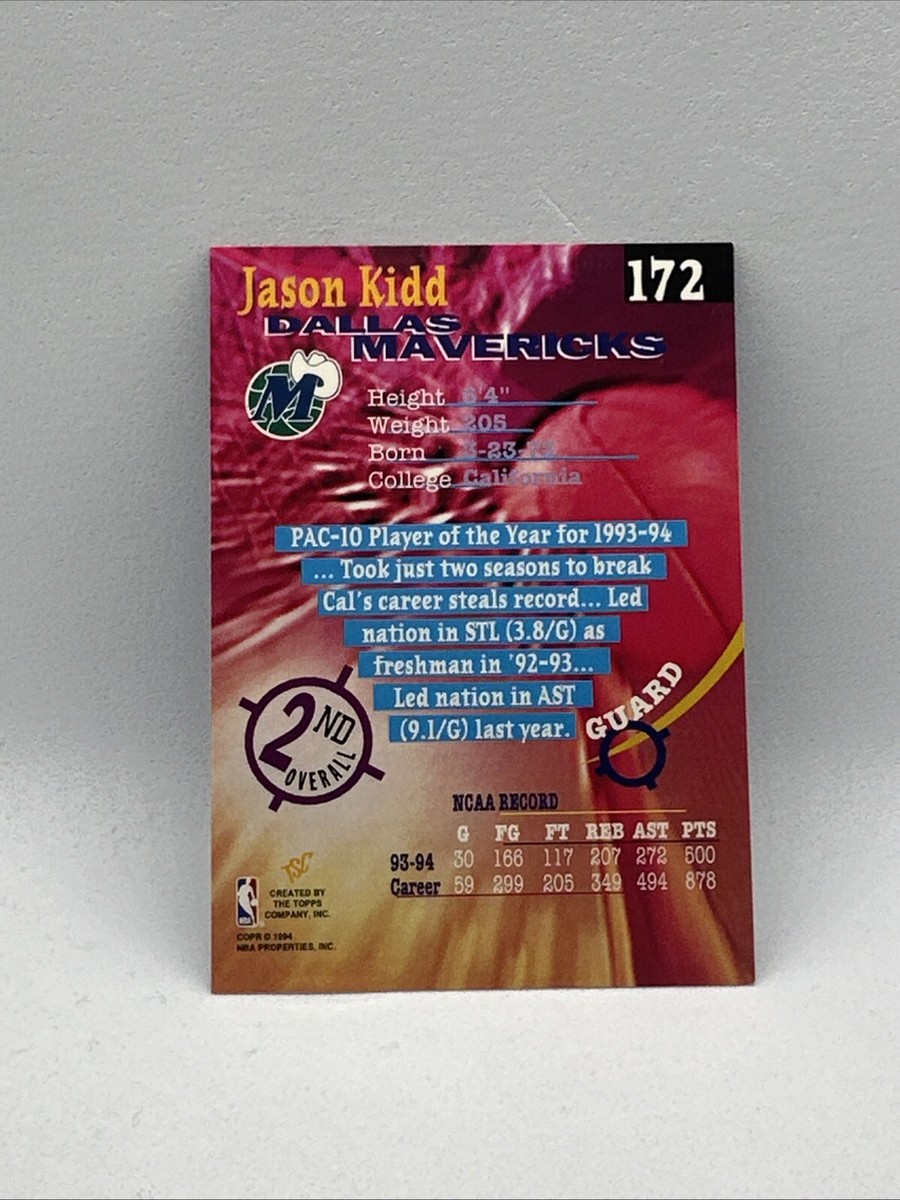 Jason Kidd
172
DALLAS
MAVERICKS
M
Height 6'4"
Weight 205
Born 3-23-73
College California
PAC-10 Player of the Year for 1993-94
... Took just two seasons to break
Cal's career steals record... Led
nation in STL (3.8/G) as
freshman in '92-93...
Led nation in AST
(9.1/G) last year.
GUARD
2ND
OVERALL
NCAA RECORD
G FG FT REB AST PTS
93-94 30 166 117 207 272 500
Career 59 299 205 349 494 878
TSC
NBA
CREATED BY
THE TOPPS
COMPANY, INC.
COPR © 1994
NBA PROPERTIES, INC.